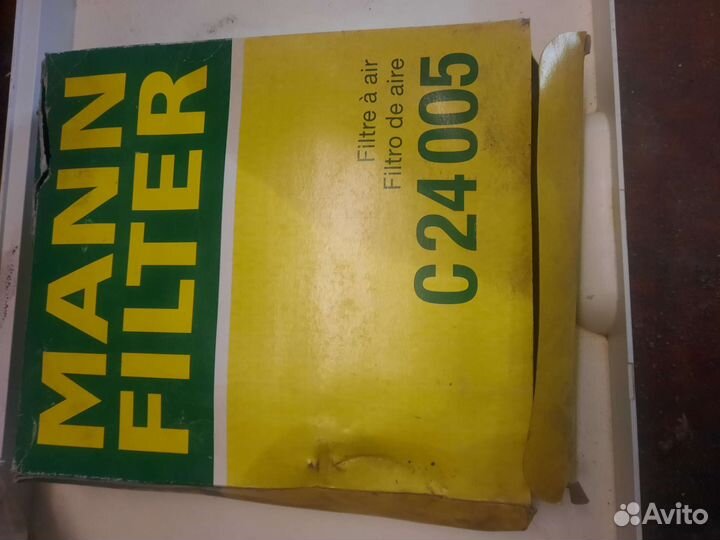 MANN
FILTER
Filtre à air
Filtro de aire
C 24 005
Avito